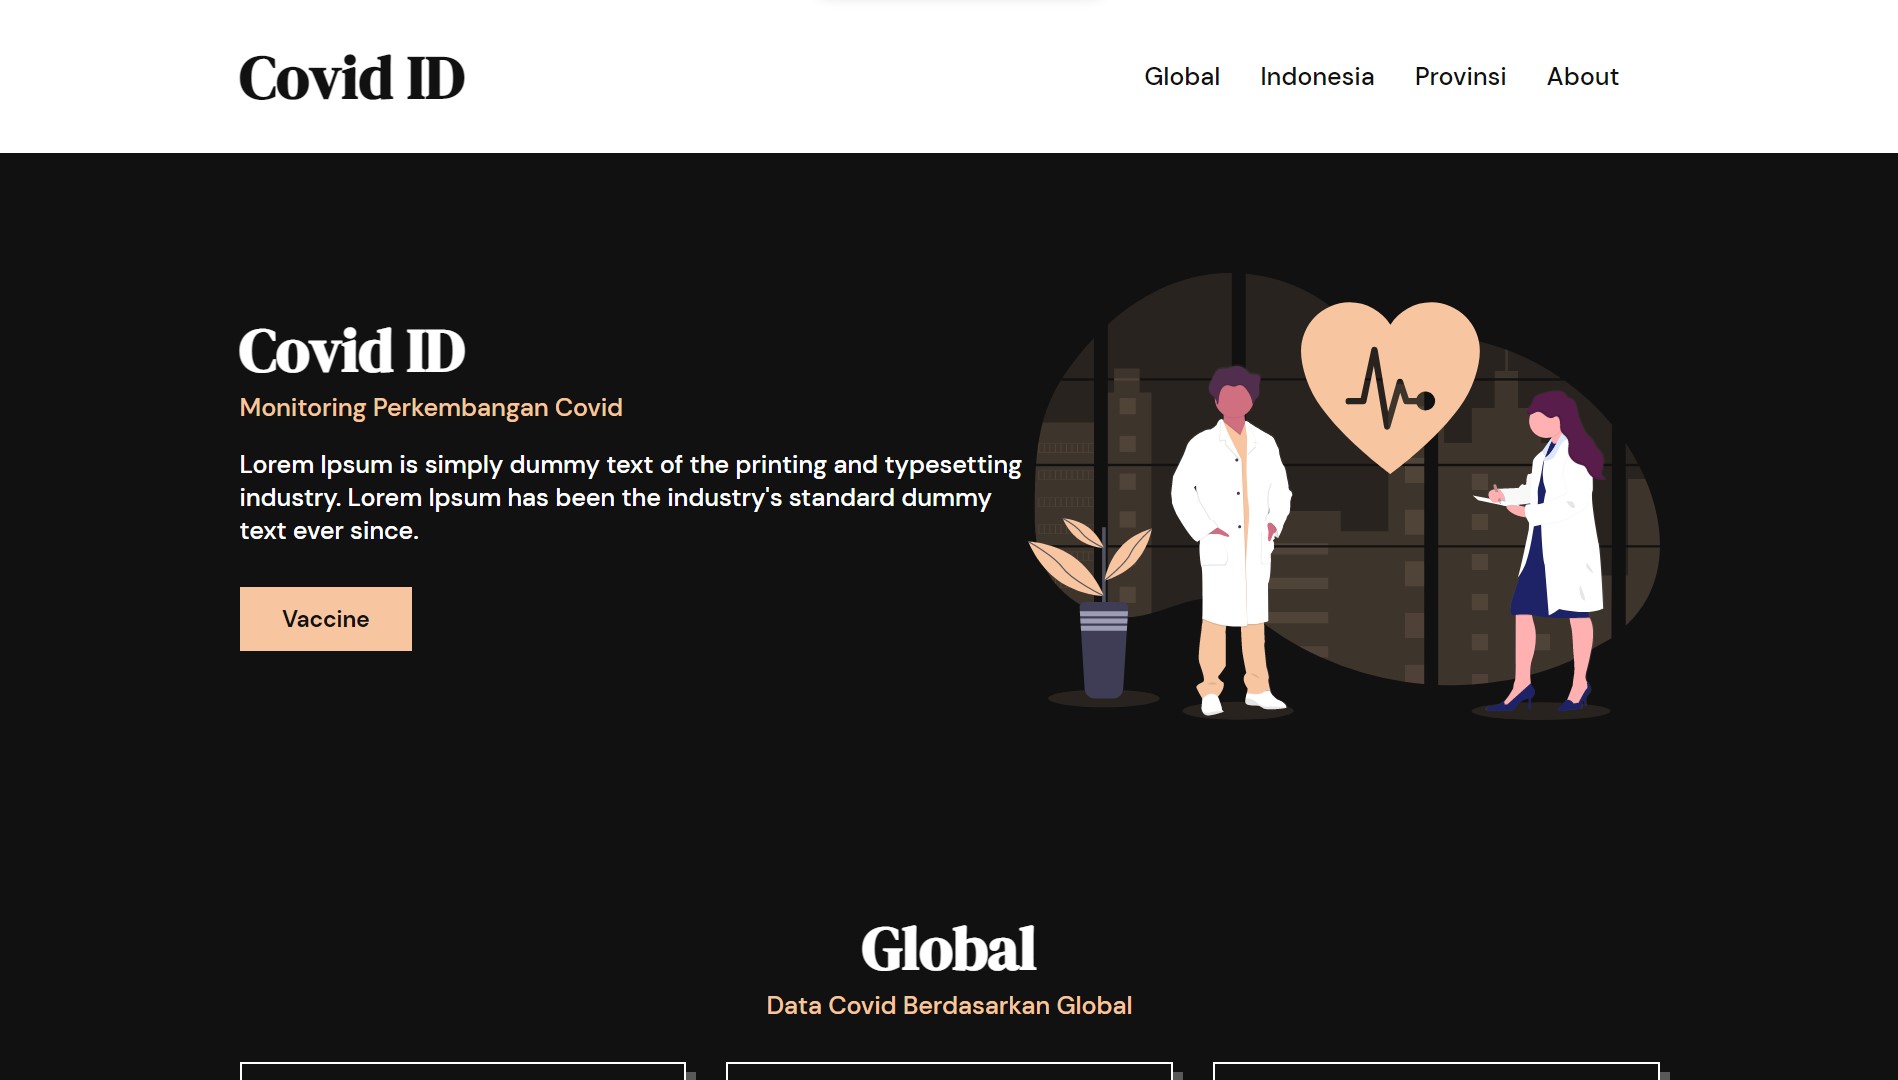 Covid ID
Global Indonesia Provinsi About
Covid ID
Monitoring Perkembangan Covid
Lorem Ipsum is simply dummy text of the printing and typesetting
industry. Lorem Ipsum has been the industry's standard dummy
text ever since.
Vaccine
Global
Data Covid Berdasarkan Global